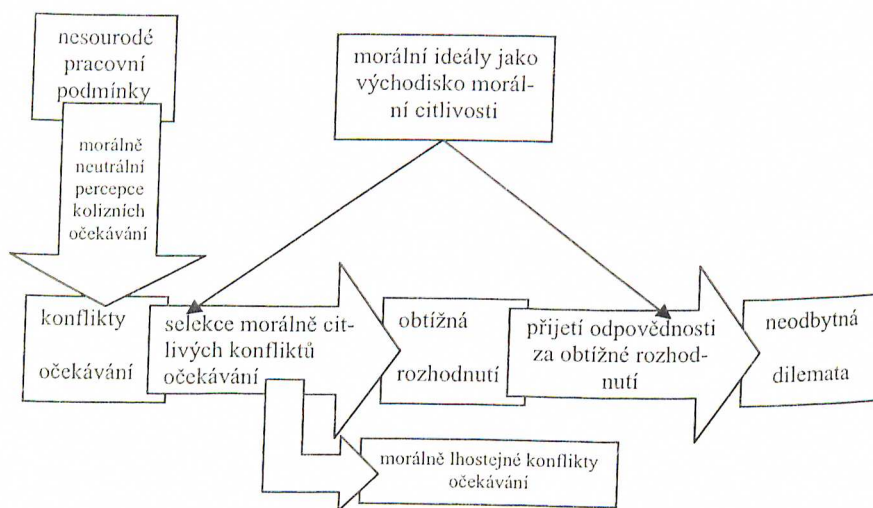 nesourodé
pracovní
podmínky
morální ideály jako
východisko morál-
ní citlivosti
morálně
neutrální
percepce
kolizních
očekávání
konflikty
očekávání
selekce morálně cit-
livých konfliktů
očekávání
obtížná
rozhodnutí
přijetí odpovědnosti
za obtížné rozhod-
nutí
neodbytná
dilemata
morálně lhostejné konflikty
očekávání